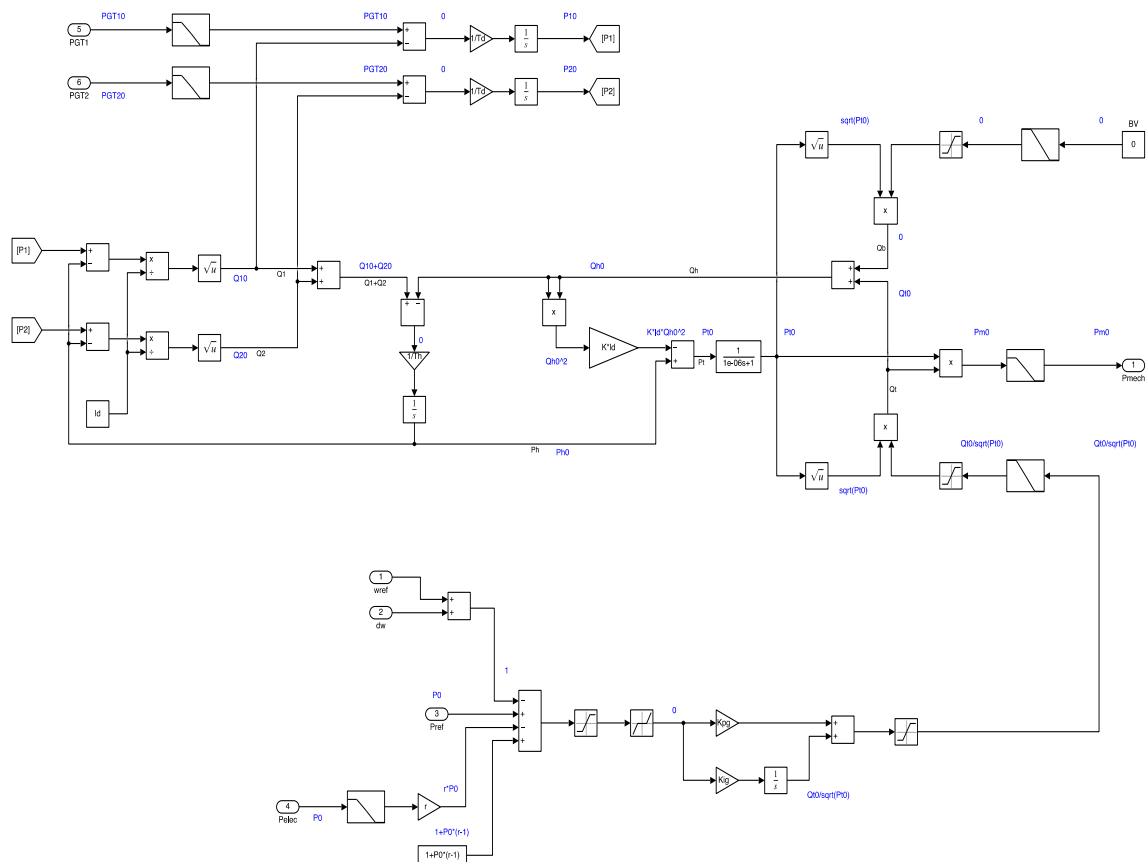 PGT10
PGT10
0
P10
5
+
−
1/Td
1
s
[P1]
PGT1
PGT20
0
P20
6
+
−
1/Td
1
s
[P2]
PGT2
PGT20
sqrt(Pt0)
0
0
BV
√u
0
x
[P1]
+
−
x
÷
√u
Q10
Q1
+
+
Q10+Q20
Q1+Q2
Qb
0
Qh0
Qh
+
+
Qt0
[P2]
+
−
x
÷
√u
Q20
Q2
+
−
0
x
Qh0^2
K*ld
K*ld*Qh0^2
−
+
Pt0
Pt
1
1e-06s+1
Pt0
x
Pm0
Pm0
1
Pmech
1/Th
Qt
ld
1
s
x
Ph
Ph0
√u
sqrt(Pt0)
Qt0/sqrt(Pt0)
Qt0/sqrt(Pt0)
1
wref
+
+
2
dw
1
P0
3
Pref
−
+
−
+
0
Kpg
+
+
Kig
1
s
Qt0/sqrt(Pt0)
r*P0
4
Pelec
P0
r
1+P0*(r-1)
1+P0*(r-1)